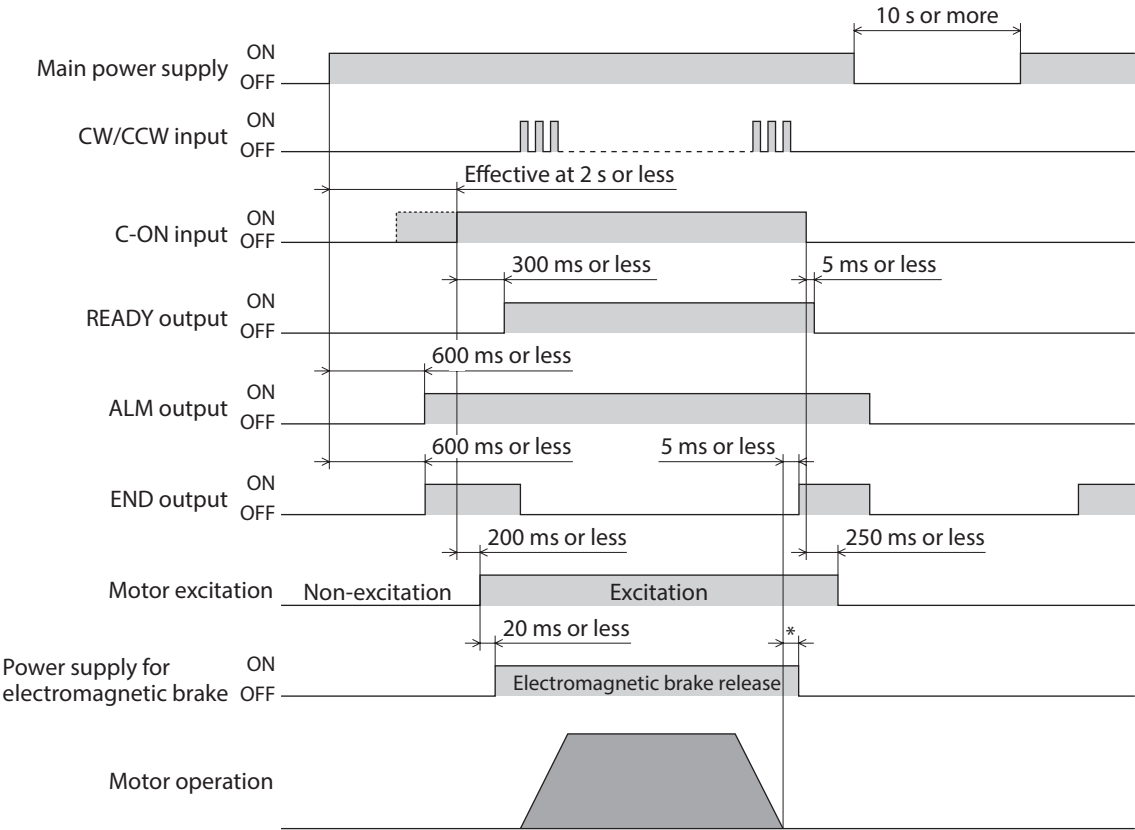 10 s or more
Main power supply
ON
OFF
CW/CCW input
ON
OFF
Effective at 2 s or less
C-ON input
ON
OFF
300 ms or less
5 ms or less
READY output
ON
OFF
600 ms or less
ALM output
ON
OFF
600 ms or less
5 ms or less
END output
ON
OFF
200 ms or less
250 ms or less
Motor excitation
Non-excitation
Excitation
20 ms or less
*
Power supply for
electromagnetic brake
ON
OFF
Electromagnetic brake release
Motor operation